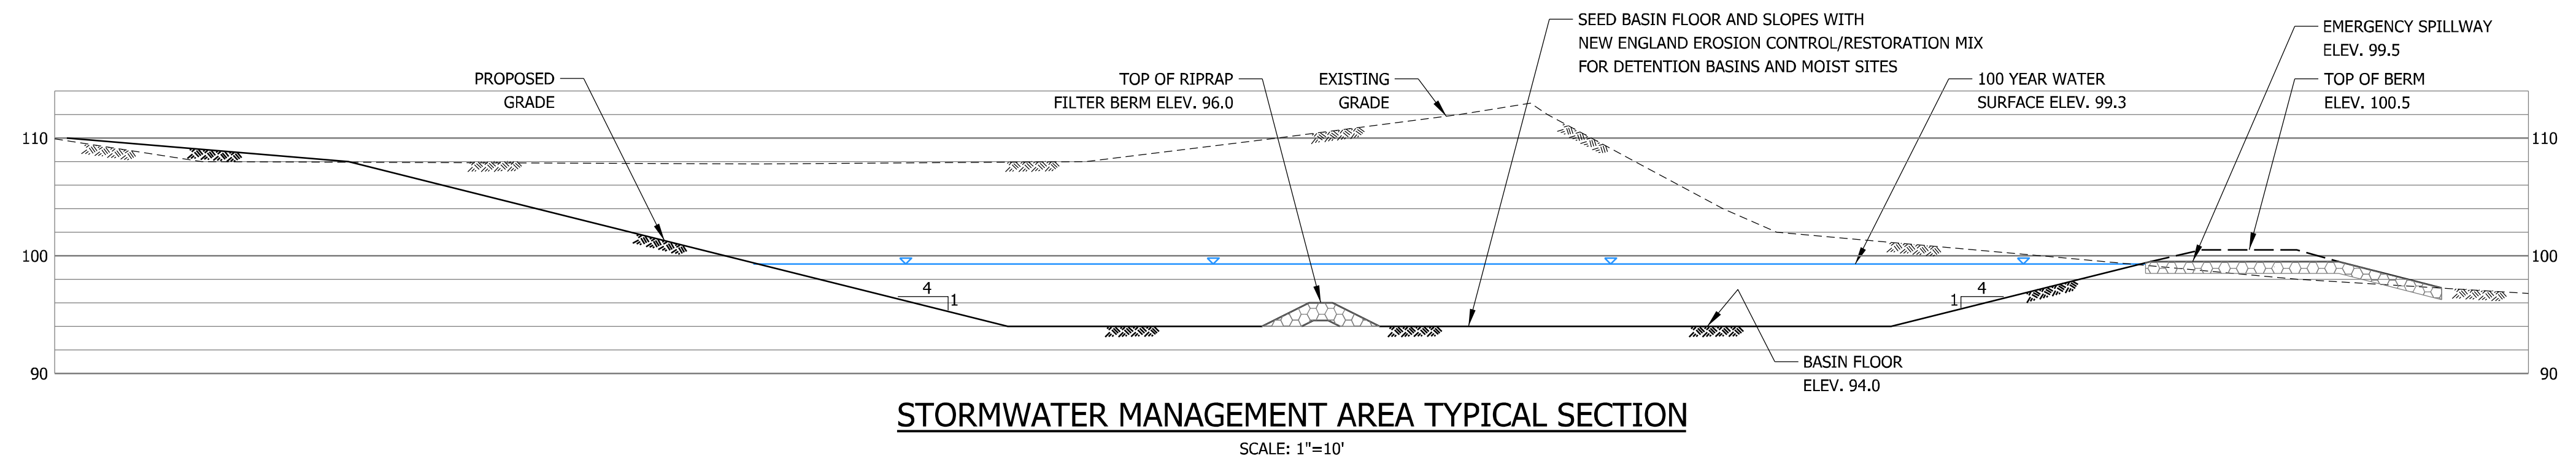 SEED BASIN FLOOR AND SLOPES WITH
NEW ENGLAND EROSION CONTROL/RESTORATION MIX
FOR DETENTION BASINS AND MOIST SITES
EMERGENCY SPILLWAY
ELEV. 99.5
PROPOSED
GRADE
TOP OF RIPRAP
FILTER BERM ELEV. 96.0
EXISTING
GRADE
100 YEAR WATER
SURFACE ELEV. 99.3
TOP OF BERM
ELEV. 100.5
110
110
100
100
4
1
4
1
BASIN FLOOR
ELEV. 94.0
90
90
STORMWATER MANAGEMENT AREA TYPICAL SECTION
SCALE: 1"=10'